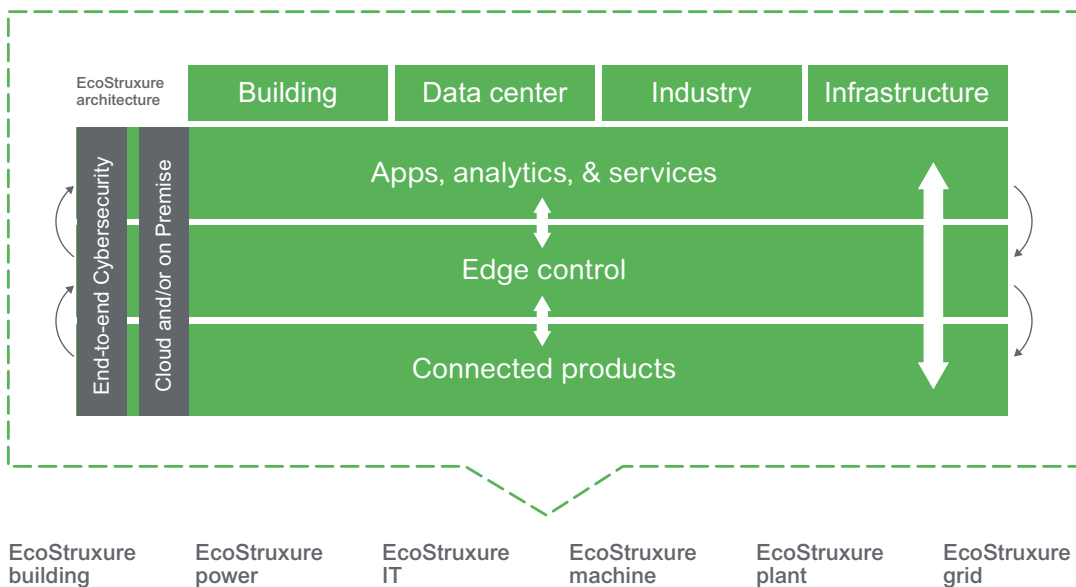 EcoStruxure
architecture
Building
Data center
Industry
Infrastructure
End-to-end Cybersecurity
Cloud and/or on Premise
Apps, analytics, & services
Edge control
Connected products
EcoStruxure
building
EcoStruxure
power
EcoStruxure
IT
EcoStruxure
machine
EcoStruxure
plant
EcoStruxure
grid